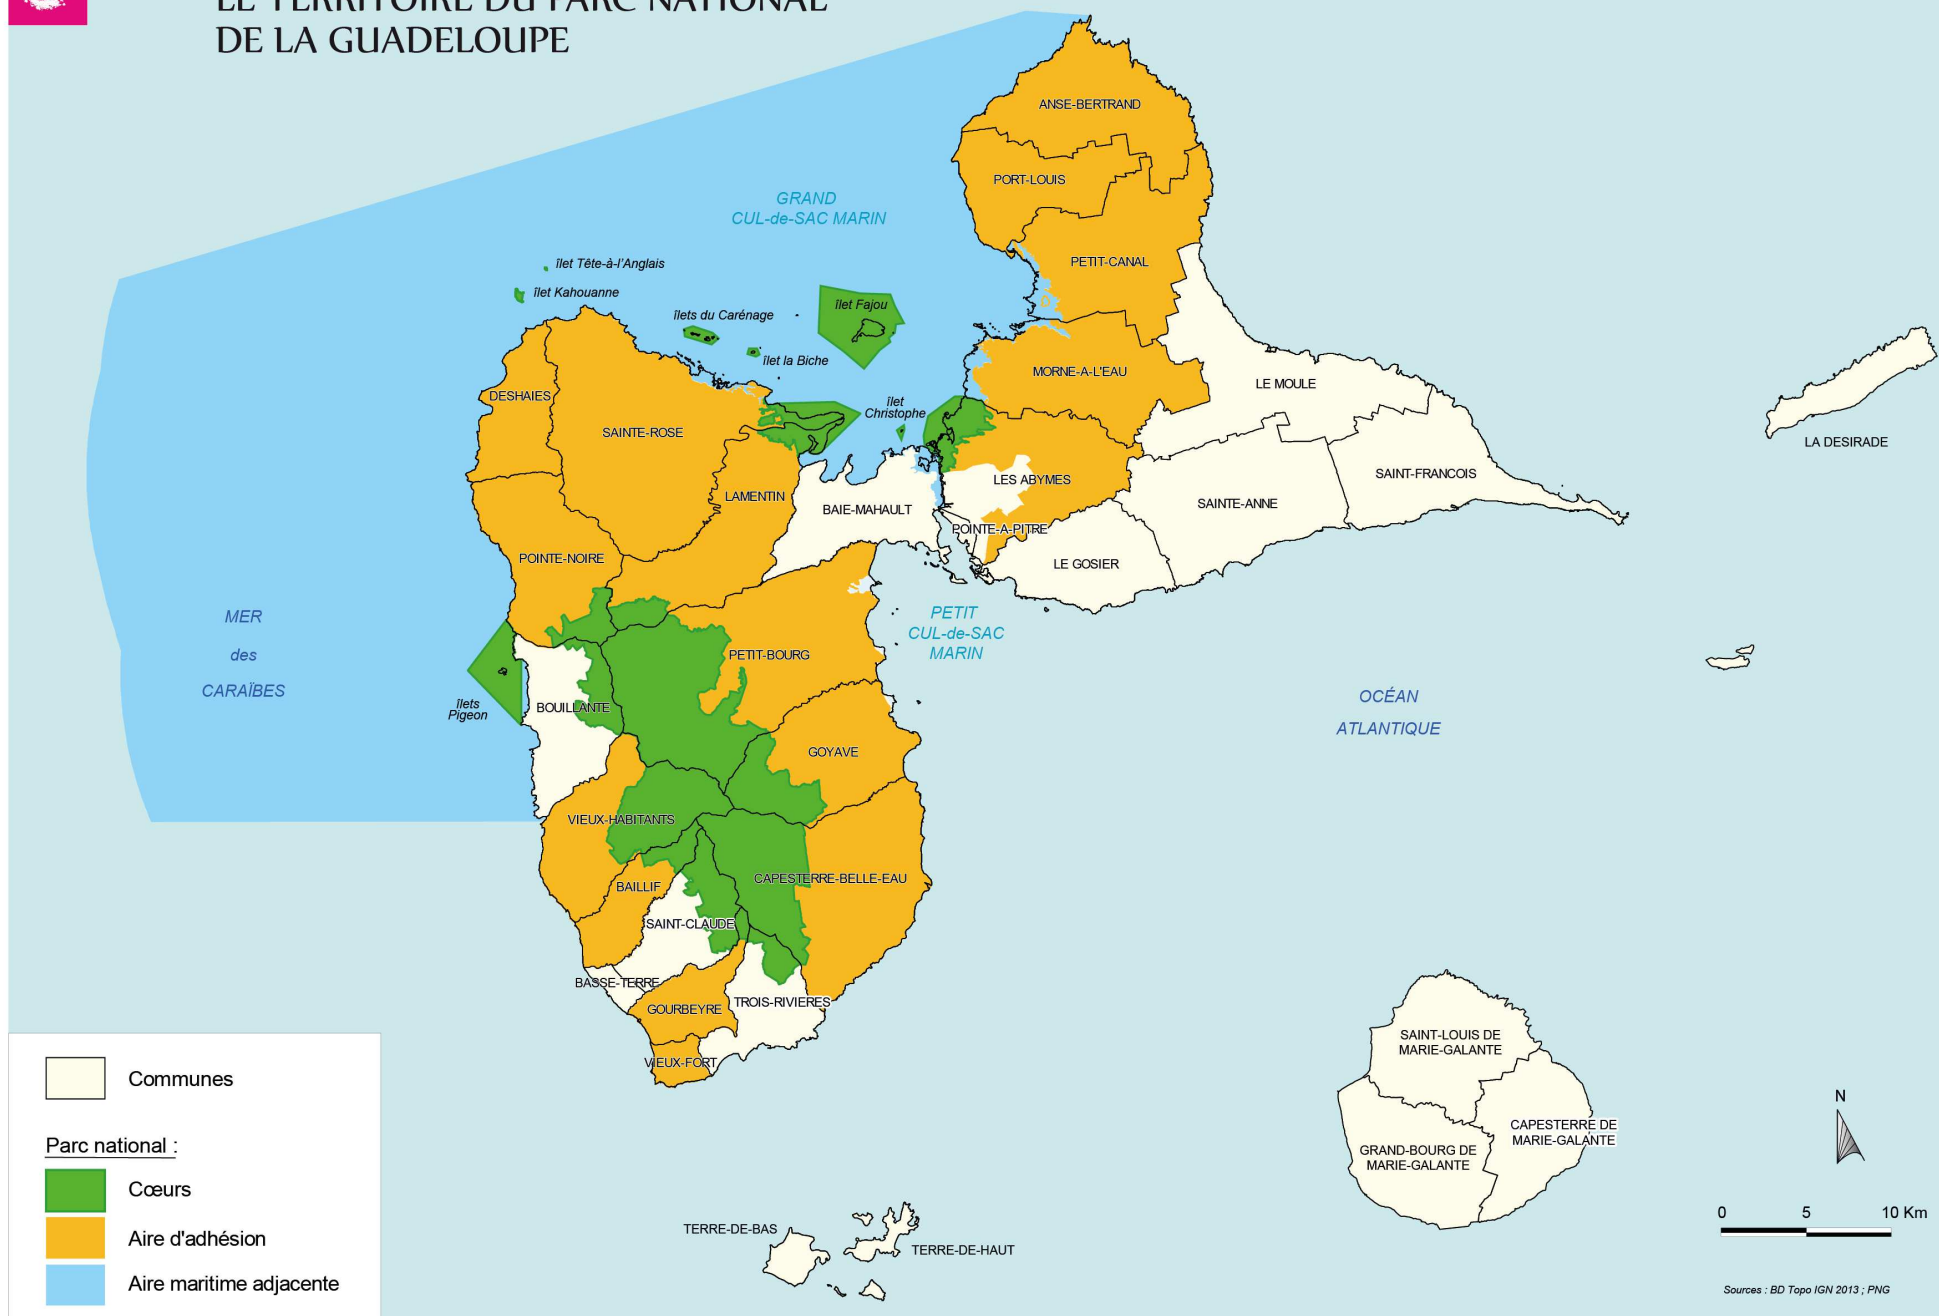 LE TERRITOIRE DU PARC NATIONAL
DE LA GUADELOUPE
ANSE-BERTRAND
PORT-LOUIS
GRAND
CUL-de-SAC MARIN
PETIT-CANAL
îlet Tête-à-l'Anglais
îlet Kahouanne
îlet Fajou
îlets du Carénage
îlet la Biche
MORNE-A-L'EAU
LE MOULE
DESHAIES
îlet
Christophe
SAINTE-ROSE
LA DESIRADE
SAINT-FRANCOIS
LES ABYMES
LAMENTIN
SAINTE-ANNE
BAIE-MAHAULT
POINTE-A-PITRE
POINTE-NOIRE
LE GOSIER
MER
des
CARAÏBES
PETIT
CUL-de-SAC
MARIN
PETIT-BOURG
îlets
Pigeon
BOUILLANTE
OCÉAN
ATLANTIQUE
GOYAVE
VIEUX-HABITANTS
CAPESTERRE-BELLE-EAU
BAILLIF
SAINT-CLAUDE
BASSE-TERRE
TROIS-RIVIERES
GOURBEYRE
VIEUX-FORT
SAINT-LOUIS DE
MARIE-GALANTE
CAPESTERRE DE
MARIE-GALANTE
GRAND-BOURG DE
MARIE-GALANTE
TERRE-DE-BAS
TERRE-DE-HAUT
Communes
Parc national :
Cœurs
Aire d'adhésion
Aire maritime adjacente
N
0 5 10 Km
Sources : BD Topo IGN 2013 ; PNG